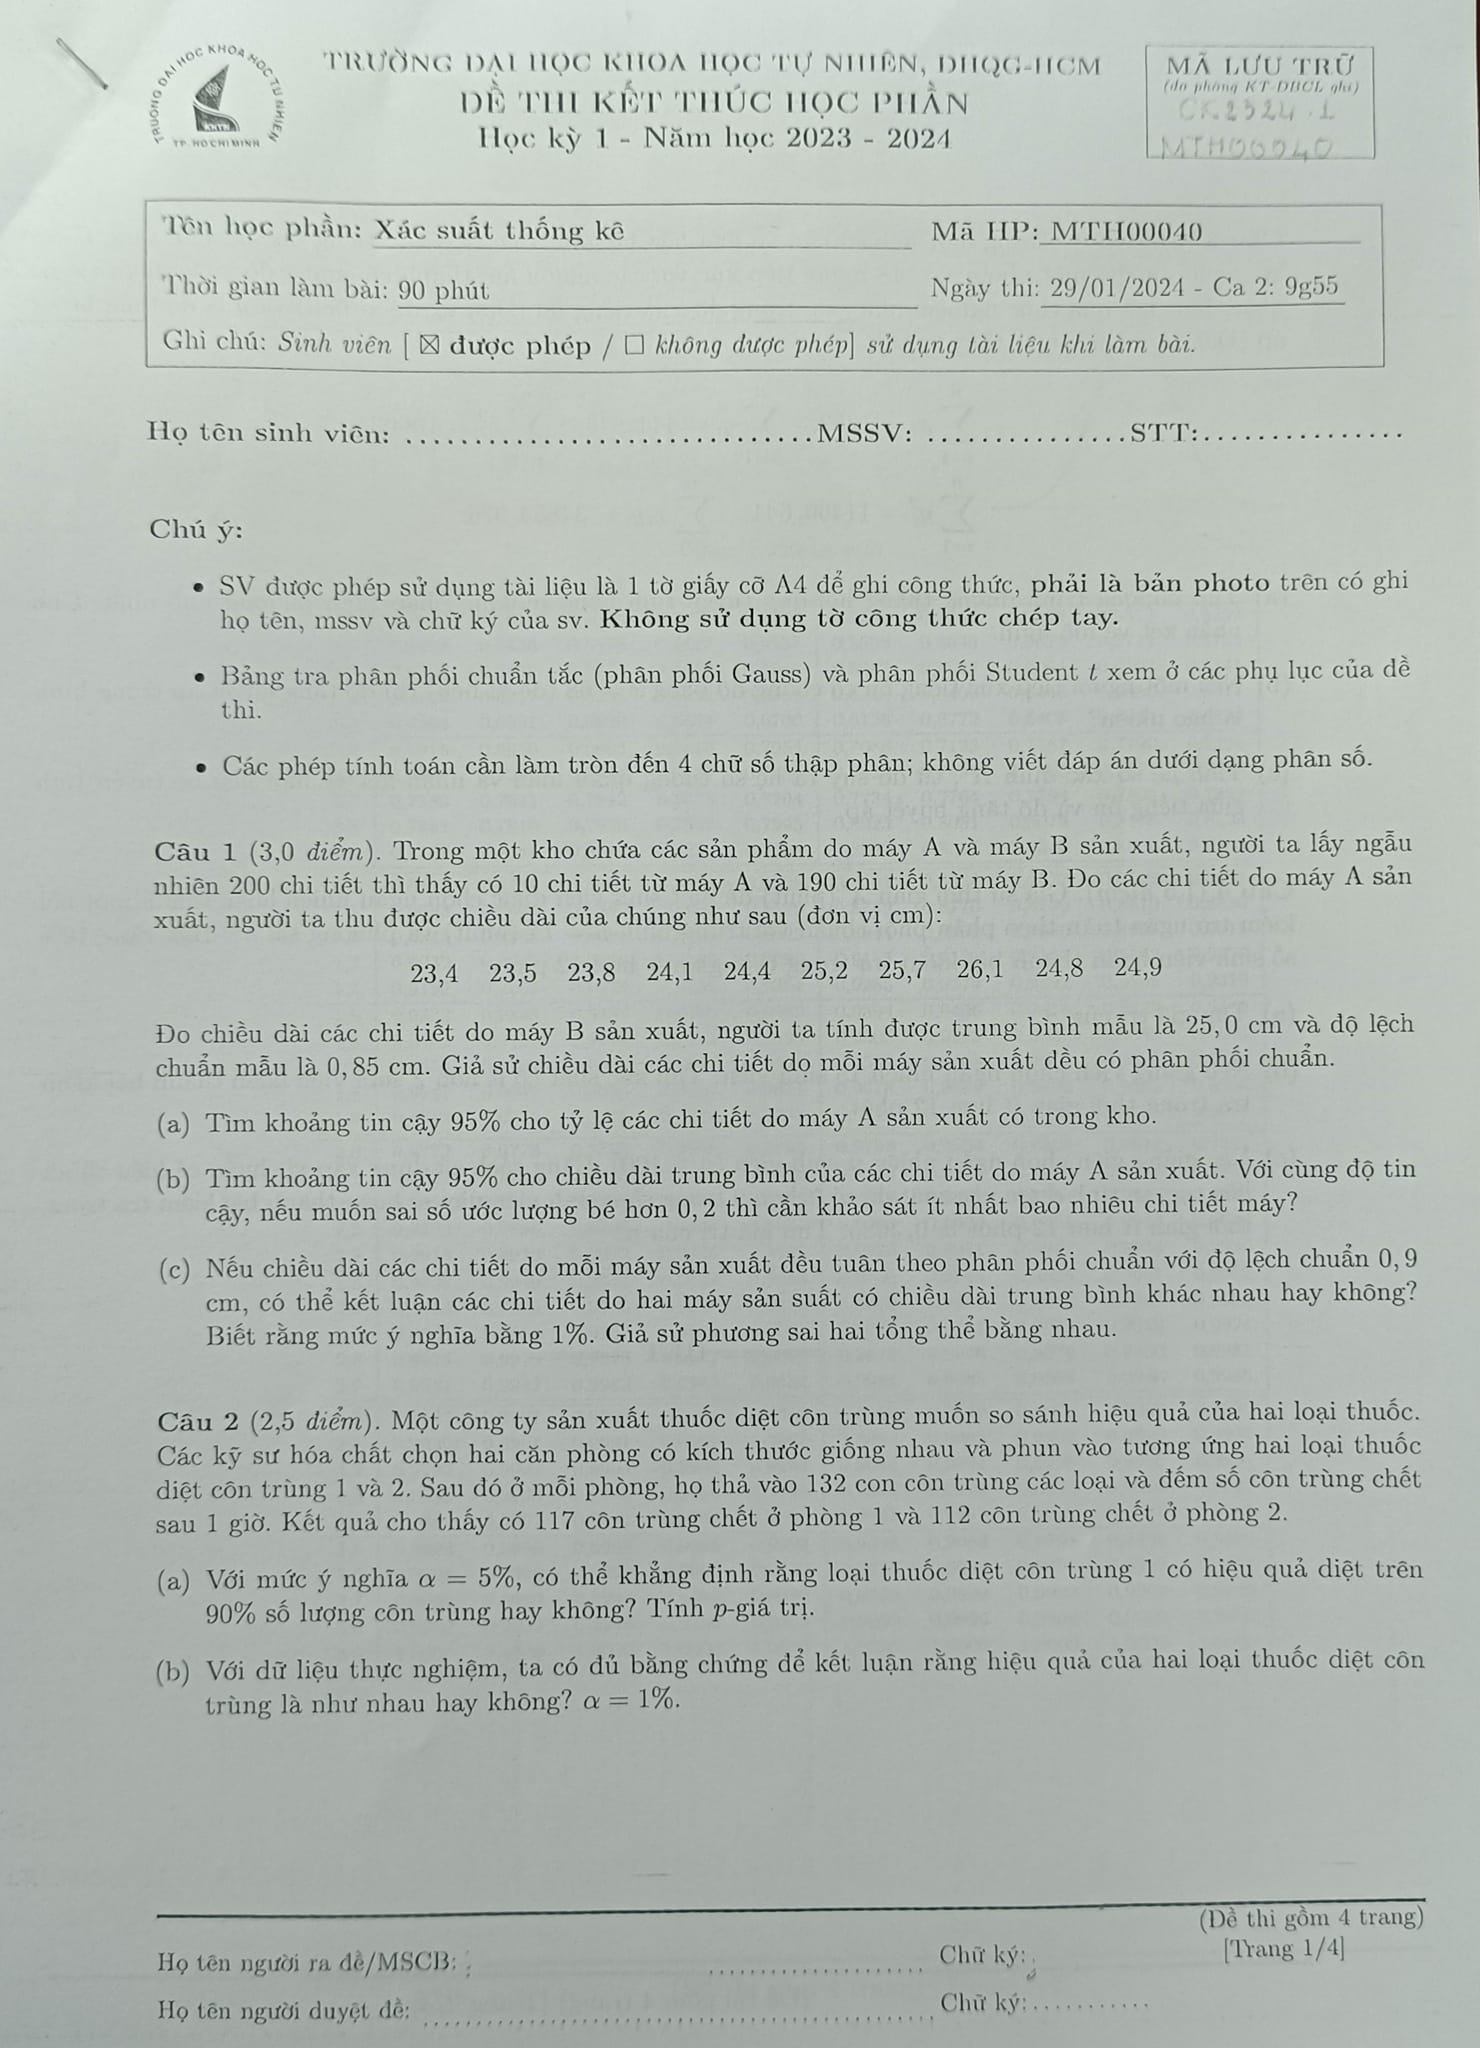 TRƯỜNG ĐẠI HỌC KHOA HỌC TỰ NHIÊN
TP. HỒ CHÍ MINH
TRƯỜNG ĐẠI HỌC KHOA HỌC TỰ NHIÊN, ĐHQG-HCM
ĐỀ THI KẾT THÚC HỌC PHẦN
Học kỳ 1 - Năm học 2023 - 2024
MÃ LƯU TRỮ
(do phòng KT-ĐBCL ghi)
CK2324.1
MTH00040
Tên học phần: Xác suất thống kê Mã HP: MTH00040
Thời gian làm bài: 90 phút Ngày thi: 29/01/2024 - Ca 2: 9g55
Ghi chú: Sinh viên [ ☒ được phép / ☐ không được phép] sử dụng tài liệu khi làm bài.
Họ tên sinh viên: .............................. MSSV: ............... STT: ...............
Chú ý:
• SV được phép sử dụng tài liệu là 1 tờ giấy cỡ A4 để ghi công thức, phải là bản photo trên có ghi
họ tên, mssv và chữ ký của sv. Không sử dụng tờ công thức chép tay.
• Bảng tra phân phối chuẩn tắc (phân phối Gauss) và phân phối Student t xem ở các phụ lục của đề
thi.
• Các phép tính toán cần làm tròn đến 4 chữ số thập phân; không viết đáp án dưới dạng phân số.
Câu 1 (3,0 điểm). Trong một kho chứa các sản phẩm do máy A và máy B sản xuất, người ta lấy ngẫu
nhiên 200 chi tiết thì thấy có 10 chi tiết từ máy A và 190 chi tiết từ máy B. Đo các chi tiết do máy A sản
xuất, người ta thu được chiều dài của chúng như sau (đơn vị cm):
23,4 23,5 23,8 24,1 24,4 25,2 25,7 26,1 24,8 24,9
Đo chiều dài các chi tiết do máy B sản xuất, người ta tính được trung bình mẫu là 25,0 cm và độ lệch
chuẩn mẫu là 0,85 cm. Giả sử chiều dài các chi tiết do mỗi máy sản xuất đều có phân phối chuẩn.
(a) Tìm khoảng tin cậy 95% cho tỷ lệ các chi tiết do máy A sản xuất có trong kho.
(b) Tìm khoảng tin cậy 95% cho chiều dài trung bình của các chi tiết do máy A sản xuất. Với cùng độ tin
cậy, nếu muốn sai số ước lượng bé hơn 0,2 thì cần khảo sát ít nhất bao nhiêu chi tiết máy?
(c) Nếu chiều dài các chi tiết do mỗi máy sản xuất đều tuân theo phân phối chuẩn với độ lệch chuẩn 0,9
cm, có thể kết luận các chi tiết do hai máy sản suất có chiều dài trung bình khác nhau hay không?
Biết rằng mức ý nghĩa bằng 1%. Giả sử phương sai hai tổng thể bằng nhau.
Câu 2 (2,5 điểm). Một công ty sản xuất thuốc diệt côn trùng muốn so sánh hiệu quả của hai loại thuốc.
Các kỹ sư hóa chất chọn hai căn phòng có kích thước giống nhau và phun vào tương ứng hai loại thuốc
diệt côn trùng 1 và 2. Sau đó ở mỗi phòng, họ thả vào 132 con côn trùng các loại và đếm số côn trùng chết
sau 1 giờ. Kết quả cho thấy có 117 côn trùng chết ở phòng 1 và 112 côn trùng chết ở phòng 2.
(a) Với mức ý nghĩa α = 5%, có thể khẳng định rằng loại thuốc diệt côn trùng 1 có hiệu quả diệt trên
90% số lượng côn trùng hay không? Tính p-giá trị.
(b) Với dữ liệu thực nghiệm, ta có đủ bằng chứng để kết luận rằng hiệu quả của hai loại thuốc diệt côn
trùng là như nhau hay không? α = 1%.
(Đề thi gồm 4 trang)
Họ tên người ra đề/MSCB: .................... Chữ ký: [Trang 1/4]
Họ tên người duyệt đề: ........................................ Chữ ký: ............